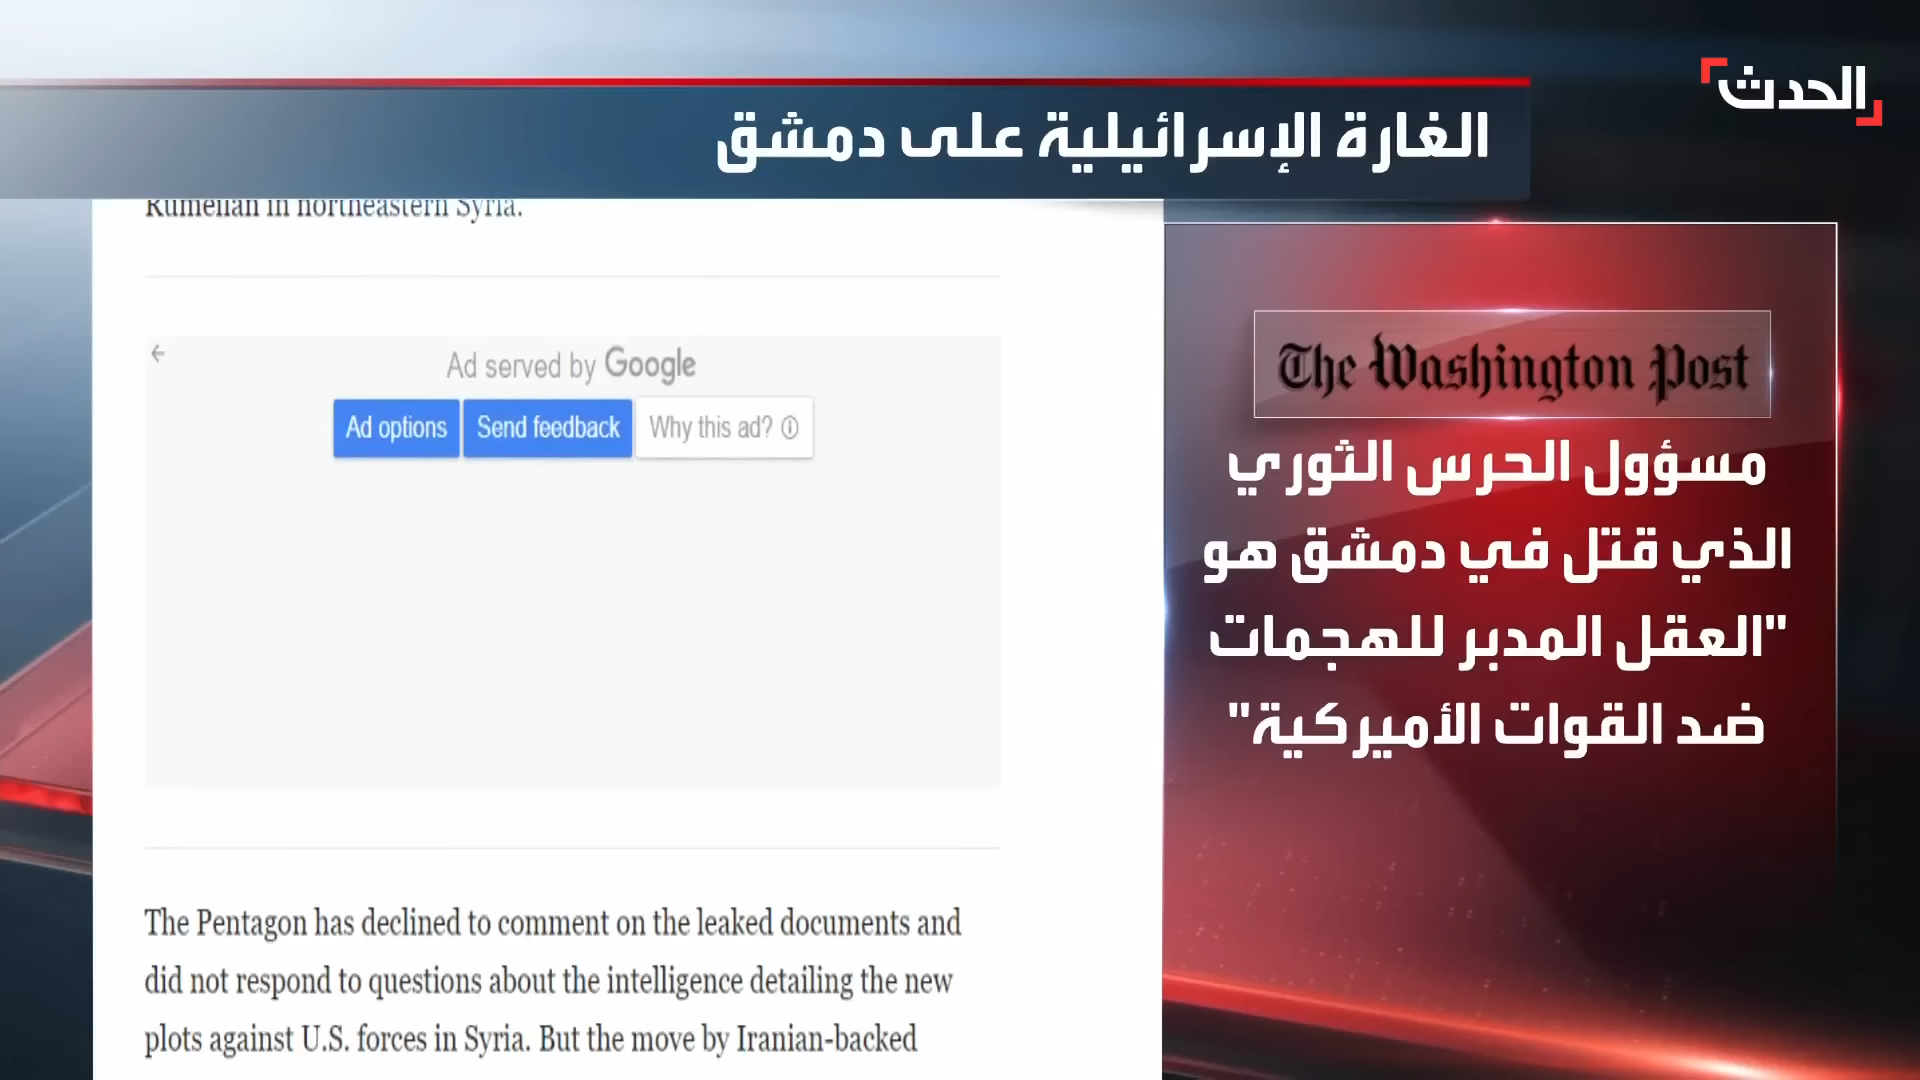 الحدث
الغارة الإسرائيلية على دمشق
Rumeilan in northeastern Syria.
Ad served by Google
Ad options
Send feedback
Why this ad?
The Pentagon has declined to comment on the leaked documents and
did not respond to questions about the intelligence detailing the new
plots against U.S. forces in Syria. But the move by Iranian-backed
The Washington Post
مسؤول الحرس الثوري
الذي قتل في دمشق هو
"العقل المدبر للهجمات
ضد القوات الأميركية"